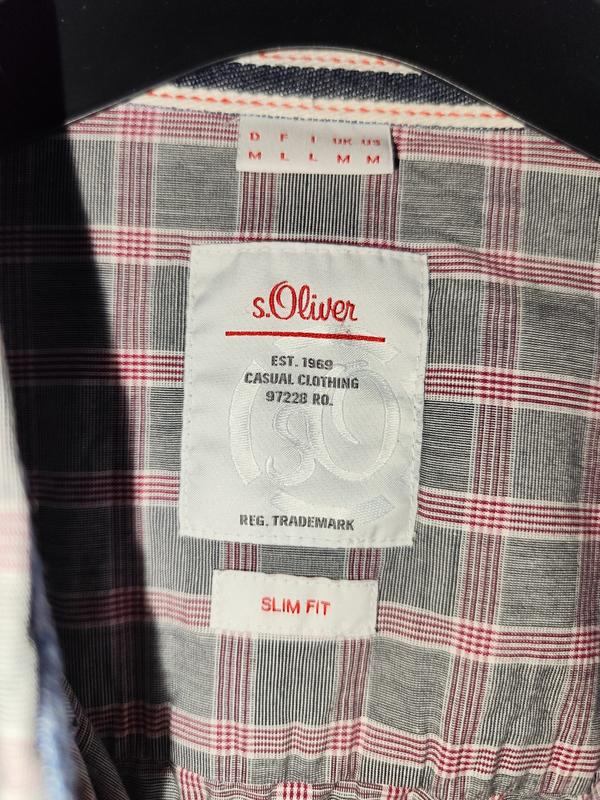 D F I UK US
M L L M M
s.Oliver
EST. 1969
CASUAL CLOTHING
97228 RO.
REG. TRADEMARK
SLIM FIT